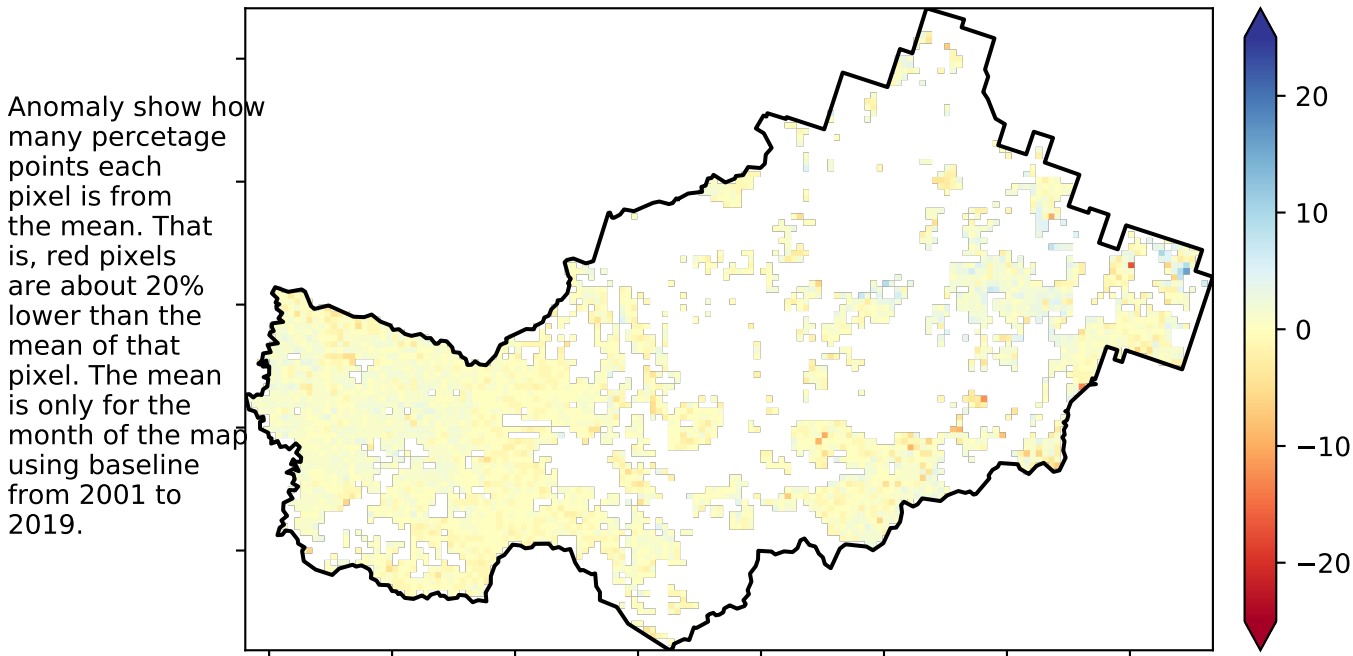 Anomaly show how
many percetage
points each
pixel is from
the mean. That
is, red pixels
are about 20%
lower than the
mean of that
pixel. The mean
is only for the
month of the map
using baseline
from 2001 to
2019.
20
10
0
−10
−20